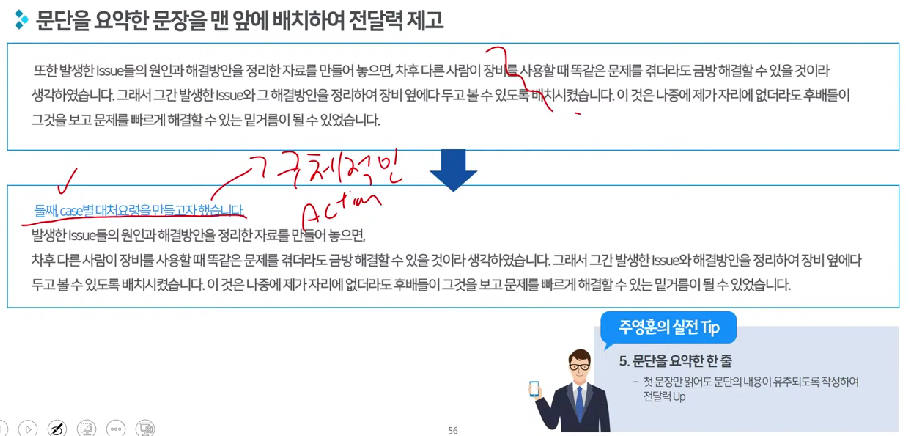 문단을 요약한 문장을 맨 앞에 배치하여 전달력 제고
또한 발생한 Issue들의 원인과 해결방안을 정리한 자료를 만들어 놓으면, 차후 다른 사람이 장비를 사용할 때 똑같은 문제를 겪더라도 금방 해결할 수 있을 것이라
생각하였습니다. 그래서 그간 발생한 Issue와 그 해결방안을 정리하여 장비 옆에다 두고 볼 수 있도록 배치시켰습니다. 이 것은 나중에 제가 자리에 없더라도 후배들이
그것을 보고 문제를 빠르게 해결할 수 있는 밑거름이 될 수 있었습니다.
구체적인
Action
둘째, case별 대처요령을 만들고자 했습니다.
발생한 Issue들의 원인과 해결방안을 정리한 자료를 만들어 놓으면,
차후 다른 사람이 장비를 사용할 때 똑같은 문제를 겪더라도 금방 해결할 수 있을 것이라 생각하였습니다. 그래서 그간 발생한 Issue와 해결방안을 정리하여 장비 옆에다
두고 볼 수 있도록 배치시켰습니다. 이 것은 나중에 제가 자리에 없더라도 후배들이 그것을 보고 문제를 빠르게 해결할 수 있는 밑거름이 될 수 있었습니다.
주영훈의 실전 Tip
5. 문단을 요약한 한 줄
- 첫 문장만 읽어도 문단의 내용이 유추되도록 작성하여
전달력 Up
56